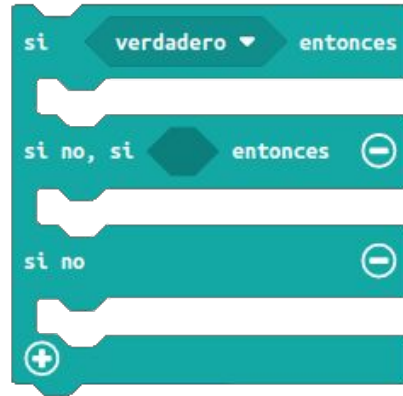 si verdadero entonces
si no, si entonces
si no